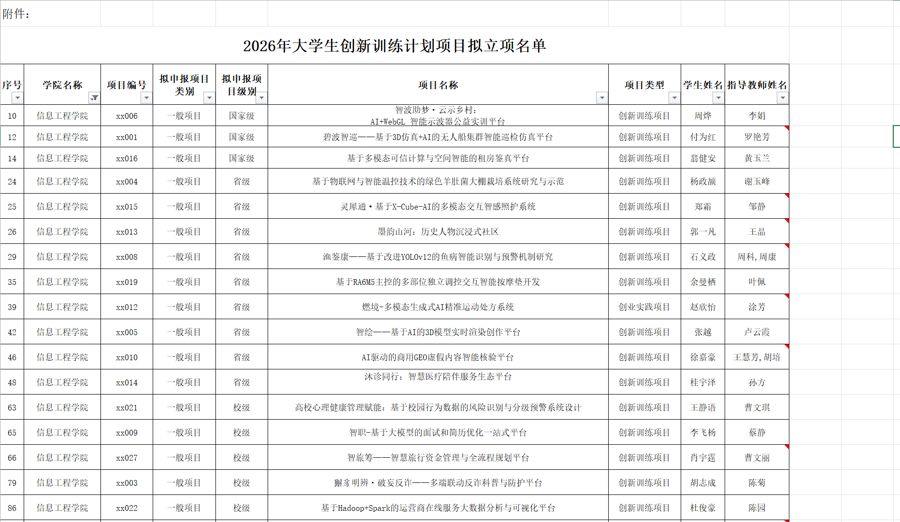 附件：
2026年大学生创新训练计划项目拟立项名单
序号 学院名称 项目编号 拟申报项目类别 拟申报项目级别 项目名称 项目类型 学生姓名 指导教师姓名
10 信息工程学院 xx006 一般项目 国家级 智波助梦·云示乡村：AI+WebGL 智能示波器公益实训平台 创新训练项目 周烨 李娟
12 信息工程学院 xx001 一般项目 国家级 碧波智巡——基于3D仿真+AI的无人船集群智能巡检仿真平台 创新训练项目 付为红 罗艳芳
14 信息工程学院 xx016 一般项目 国家级 基于多模态可信计算与空间智能的租房鉴真平台 创新训练项目 翁健安 黄玉兰
24 信息工程学院 xx004 一般项目 省级 基于物联网与智能温控技术的绿色羊肚菌大棚栽培系统研究与示范 创新训练项目 杨政颉 谢玉峰
25 信息工程学院 xx015 一般项目 省级 灵犀通·基于X-Cube-AI的多模态交互智感照护系统 创新训练项目 郑霜 邹静
26 信息工程学院 xx013 一般项目 省级 墨韵山河：历史人物沉浸式社区 创新训练项目 郭一凡 王晶
29 信息工程学院 xx008 一般项目 省级 渔鉴康——基于改进YOLOv12的鱼病智能识别与预警机制研究 创新训练项目 石文政 周科,周康
35 信息工程学院 xx019 一般项目 省级 基于RA6M5主控的多部位独立调控交互智能按摩垫开发 创新训练项目 余曼栖 叶佩
39 信息工程学院 xx012 一般项目 省级 燃境-多模态生成式AI精准运动处方系统 创业实践项目 赵欣怡 涂芳
42 信息工程学院 xx005 一般项目 省级 智绘——基于AI的3D模型实时渲染创作平台 创新训练项目 张越 卢云霞
46 信息工程学院 xx010 一般项目 省级 AI驱动的商用GEO虚假内容智能核验平台 创新训练项目 徐嘉豪 王慧芳,胡培
48 信息工程学院 xx014 一般项目 省级 沐诊同行：智慧医疗陪伴服务生态平台 创新训练项目 桂宇泽 孙方
63 信息工程学院 xx021 一般项目 校级 高校心理健康管理赋能：基于校园行为数据的风险识别与分级预警系统设计 创新训练项目 王静语 曹文琪
65 信息工程学院 xx009 一般项目 校级 智职-基于大模型的面试和简历优化一站式平台 创新训练项目 李飞杨 蔡静
66 信息工程学院 xx027 一般项目 校级 智旅筹——智慧旅行资金管理与全流程规划平台 创新训练项目 肖宇莲 曹文丽
79 信息工程学院 xx003 一般项目 校级 獬豸明辨·破妄反诈——多端联动反诈科普与防护平台 创新训练项目 胡志成 陈菊
86 信息工程学院 xx022 一般项目 校级 基于Hadoop+Spark的运营商在线服务大数据分析与可视化平台 创新训练项目 杜俊豪 陈园